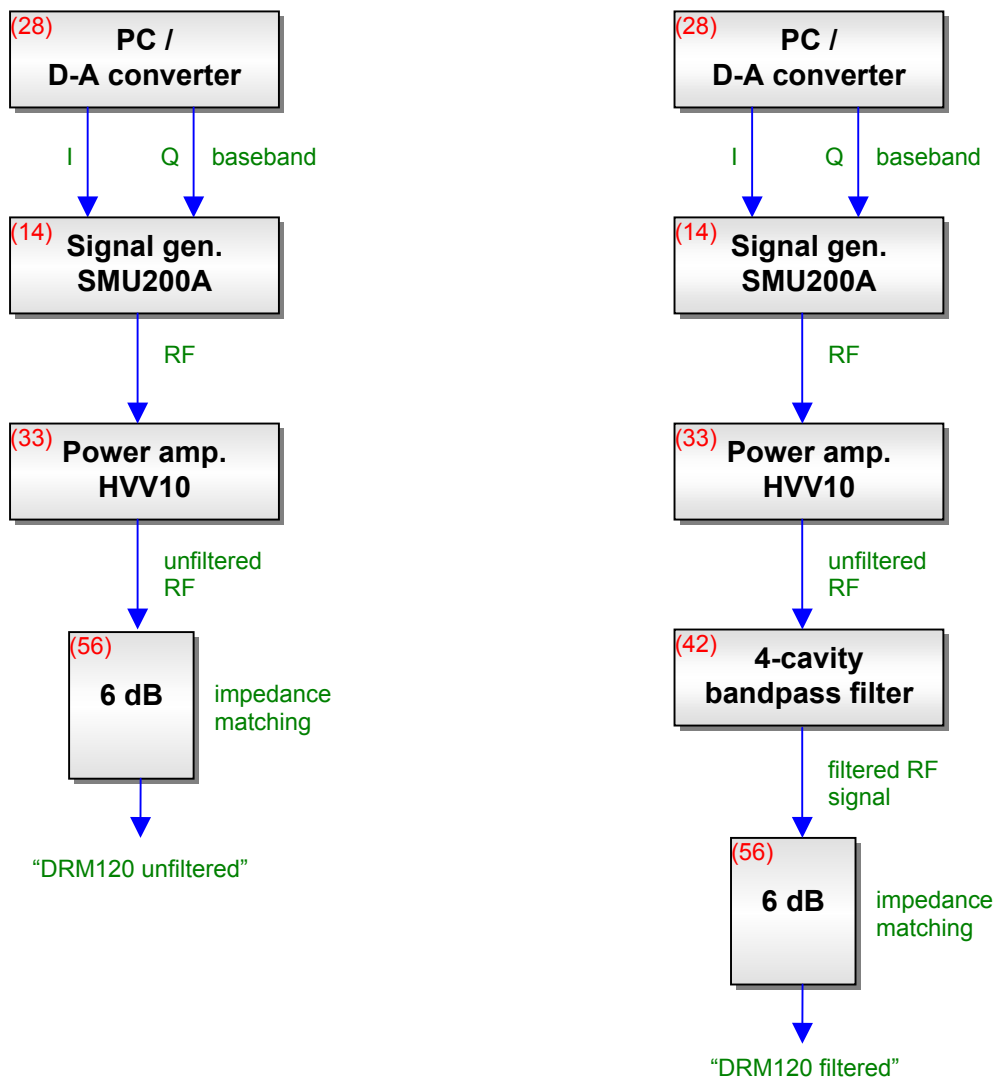 (28)
PC /
D-A converter
I
Q
baseband
(14)
Signal gen.
SMU200A
RF
(33)
Power amp.
HVV10
unfiltered
RF
(56)
6 dB
impedance
matching
“DRM120 unfiltered”
(28)
PC /
D-A converter
I
Q
baseband
(14)
Signal gen.
SMU200A
RF
(33)
Power amp.
HVV10
unfiltered
RF
(42)
4-cavity
bandpass filter
filtered RF
signal
(56)
6 dB
impedance
matching
“DRM120 filtered”